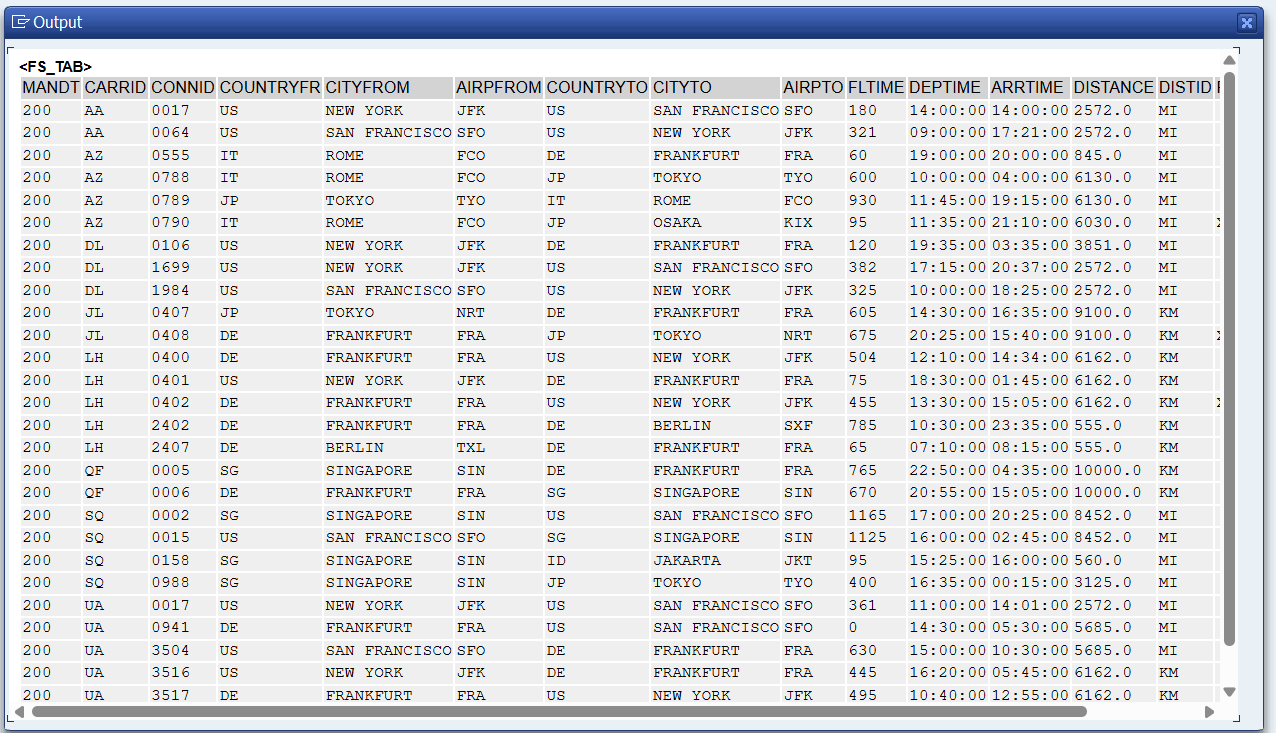 Output
<FS_TAB>
MANDT CARRID CONNID COUNTRYFR CITYFROM AIRPFROM COUNTRYTO CITYTO AIRPTO FLTIME DEPTIME ARRTIME DISTANCE DISTID
200 AA 0017 US NEW YORK JFK US SAN FRANCISCO SFO 180 14:00:00 14:00:00 2572.0 MI
200 AA 0064 US SAN FRANCISCO SFO US NEW YORK JFK 321 09:00:00 17:21:00 2572.0 MI
200 AZ 0555 IT ROME FCO DE FRANKFURT FRA 60 19:00:00 20:00:00 845.0 MI
200 AZ 0788 IT ROME FCO JP TOKYO TYO 600 10:00:00 04:00:00 6130.0 MI
200 AZ 0789 JP TOKYO TYO IT ROME FCO 930 11:45:00 19:15:00 6130.0 MI
200 AZ 0790 IT ROME FCO JP OSAKA KIX 95 11:35:00 21:10:00 6030.0 MI
200 DL 0106 US NEW YORK JFK DE FRANKFURT FRA 120 19:35:00 03:35:00 3851.0 MI
200 DL 1699 US NEW YORK JFK US SAN FRANCISCO SFO 382 17:15:00 20:37:00 2572.0 MI
200 DL 1984 US SAN FRANCISCO SFO US NEW YORK JFK 325 10:00:00 18:25:00 2572.0 MI
200 JL 0407 JP TOKYO NRT DE FRANKFURT FRA 605 14:30:00 16:35:00 9100.0 KM
200 JL 0408 DE FRANKFURT FRA JP TOKYO NRT 675 20:25:00 15:40:00 9100.0 KM
200 LH 0400 DE FRANKFURT FRA US NEW YORK JFK 504 12:10:00 14:34:00 6162.0 KM
200 LH 0401 US NEW YORK JFK DE FRANKFURT FRA 75 18:30:00 01:45:00 6162.0 KM
200 LH 0402 DE FRANKFURT FRA US NEW YORK JFK 455 13:30:00 15:05:00 6162.0 KM
200 LH 2402 DE FRANKFURT FRA DE BERLIN SXF 785 10:30:00 23:35:00 555.0 KM
200 LH 2407 DE BERLIN TXL DE FRANKFURT FRA 65 07:10:00 08:15:00 555.0 KM
200 QF 0005 SG SINGAPORE SIN DE FRANKFURT FRA 765 22:50:00 04:35:00 10000.0 KM
200 QF 0006 DE FRANKFURT FRA SG SINGAPORE SIN 670 20:55:00 15:05:00 10000.0 KM
200 SQ 0002 SG SINGAPORE SIN US SAN FRANCISCO SFO 1165 17:00:00 20:25:00 8452.0 MI
200 SQ 0015 US SAN FRANCISCO SFO SG SINGAPORE SIN 1125 16:00:00 02:45:00 8452.0 MI
200 SQ 0158 SG SINGAPORE SIN ID JAKARTA JKT 95 15:25:00 16:00:00 560.0 MI
200 SQ 0988 SG SINGAPORE SIN JP TOKYO TYO 400 16:35:00 00:15:00 3125.0 MI
200 UA 0017 US NEW YORK JFK US SAN FRANCISCO SFO 361 11:00:00 14:01:00 2572.0 MI
200 UA 0941 DE FRANKFURT FRA US SAN FRANCISCO SFO 0 14:30:00 05:30:00 5685.0 MI
200 UA 3504 US SAN FRANCISCO SFO DE FRANKFURT FRA 630 15:00:00 10:30:00 5685.0 MI
200 UA 3516 US NEW YORK JFK DE FRANKFURT FRA 445 16:20:00 05:45:00 6162.0 KM
200 UA 3517 DE FRANKFURT FRA US NEW YORK JFK 495 10:40:00 12:55:00 6162.0 KM